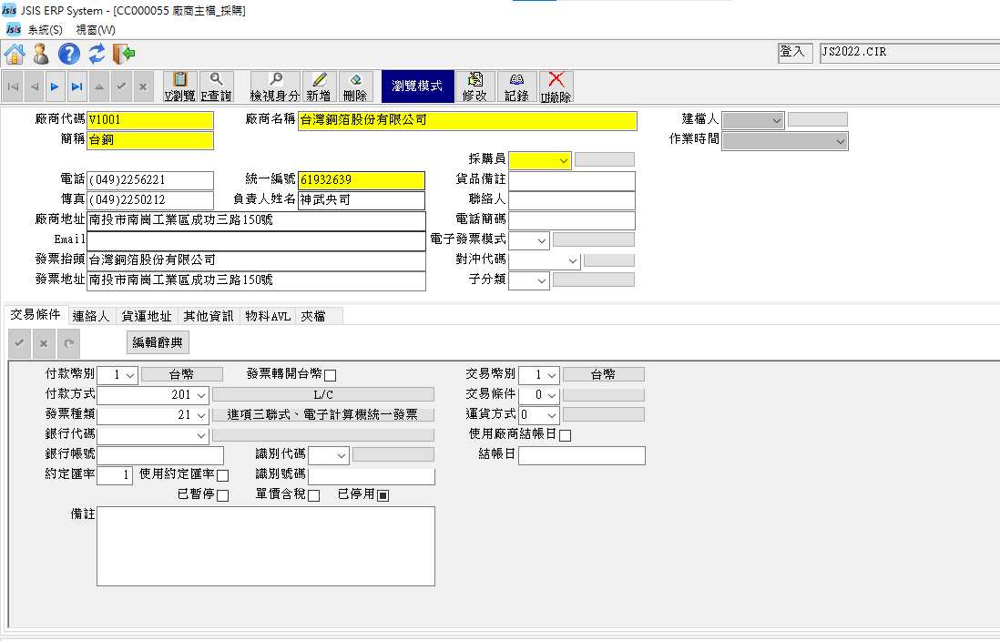 jsis JSIS ERP System - [CC000055 廠商主檔_採購]
jsis 系統(S) 視窗(W)
登入 JS2022.CIR
V瀏覽 F查詢 檢視身分 新增 刪除 瀏覽模式 修改 記錄 U撤除
廠商代碼 V1001 廠商名稱 台灣銅箔股份有限公司 建檔人
簡稱 台銅 作業時間
採購員
電話 (049)2256221 統一編號 61932639 貨品備註
傳真 (049)2250212 負責人姓名 神武央司 聯絡人
廠商地址 南投市南崗工業區成功三路150號 電話簡碼
Email 電子發票模式
發票抬頭 台灣銅箔股份有限公司 對沖代碼
發票地址 南投市南崗工業區成功三路150號 子分類
交易條件 連絡人 貨運地址 其他資訊 物料AVL 夾檔
編輯辭典
付款幣別 1 台幣 發票轉開台幣 交易幣別 1 台幣
付款方式 201 L/C 交易條件 0
發票種類 21 進項三聯式、電子計算機統一發票 運貨方式 0
銀行代碼 使用廠商結帳日
銀行帳號 識別代碼 結帳日
約定匯率 1 使用約定匯率 識別號碼
已暫停 單價含稅 已停用
備註